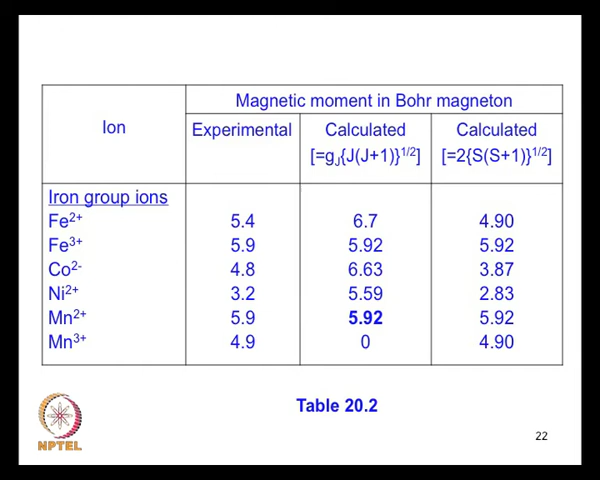 Magnetic moment in Bohr magneton
Ion Experimental Calculated Calculated
[=g_J{J(J+1)}^1/2] [=2{S(S+1)}^1/2]
Iron group ions
Fe²⁺ 5.4 6.7 4.90
Fe³⁺ 5.9 5.92 5.92
Co²⁻ 4.8 6.63 3.87
Ni²⁺ 3.2 5.59 2.83
Mn²⁺ 5.9 5.92 5.92
Mn³⁺ 4.9 0 4.90
Table 20.2
NPTEL
22